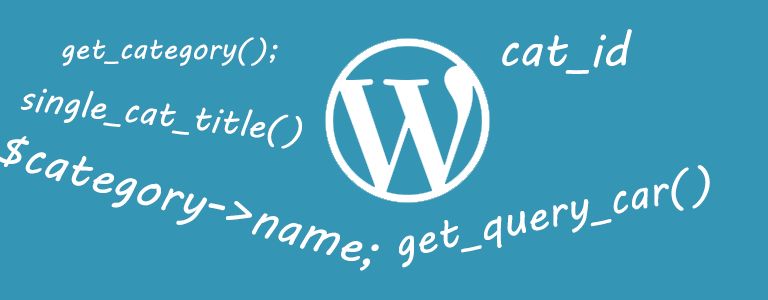 get_category();
cat_id
single_cat_title()
$category->name;
get_query_car()